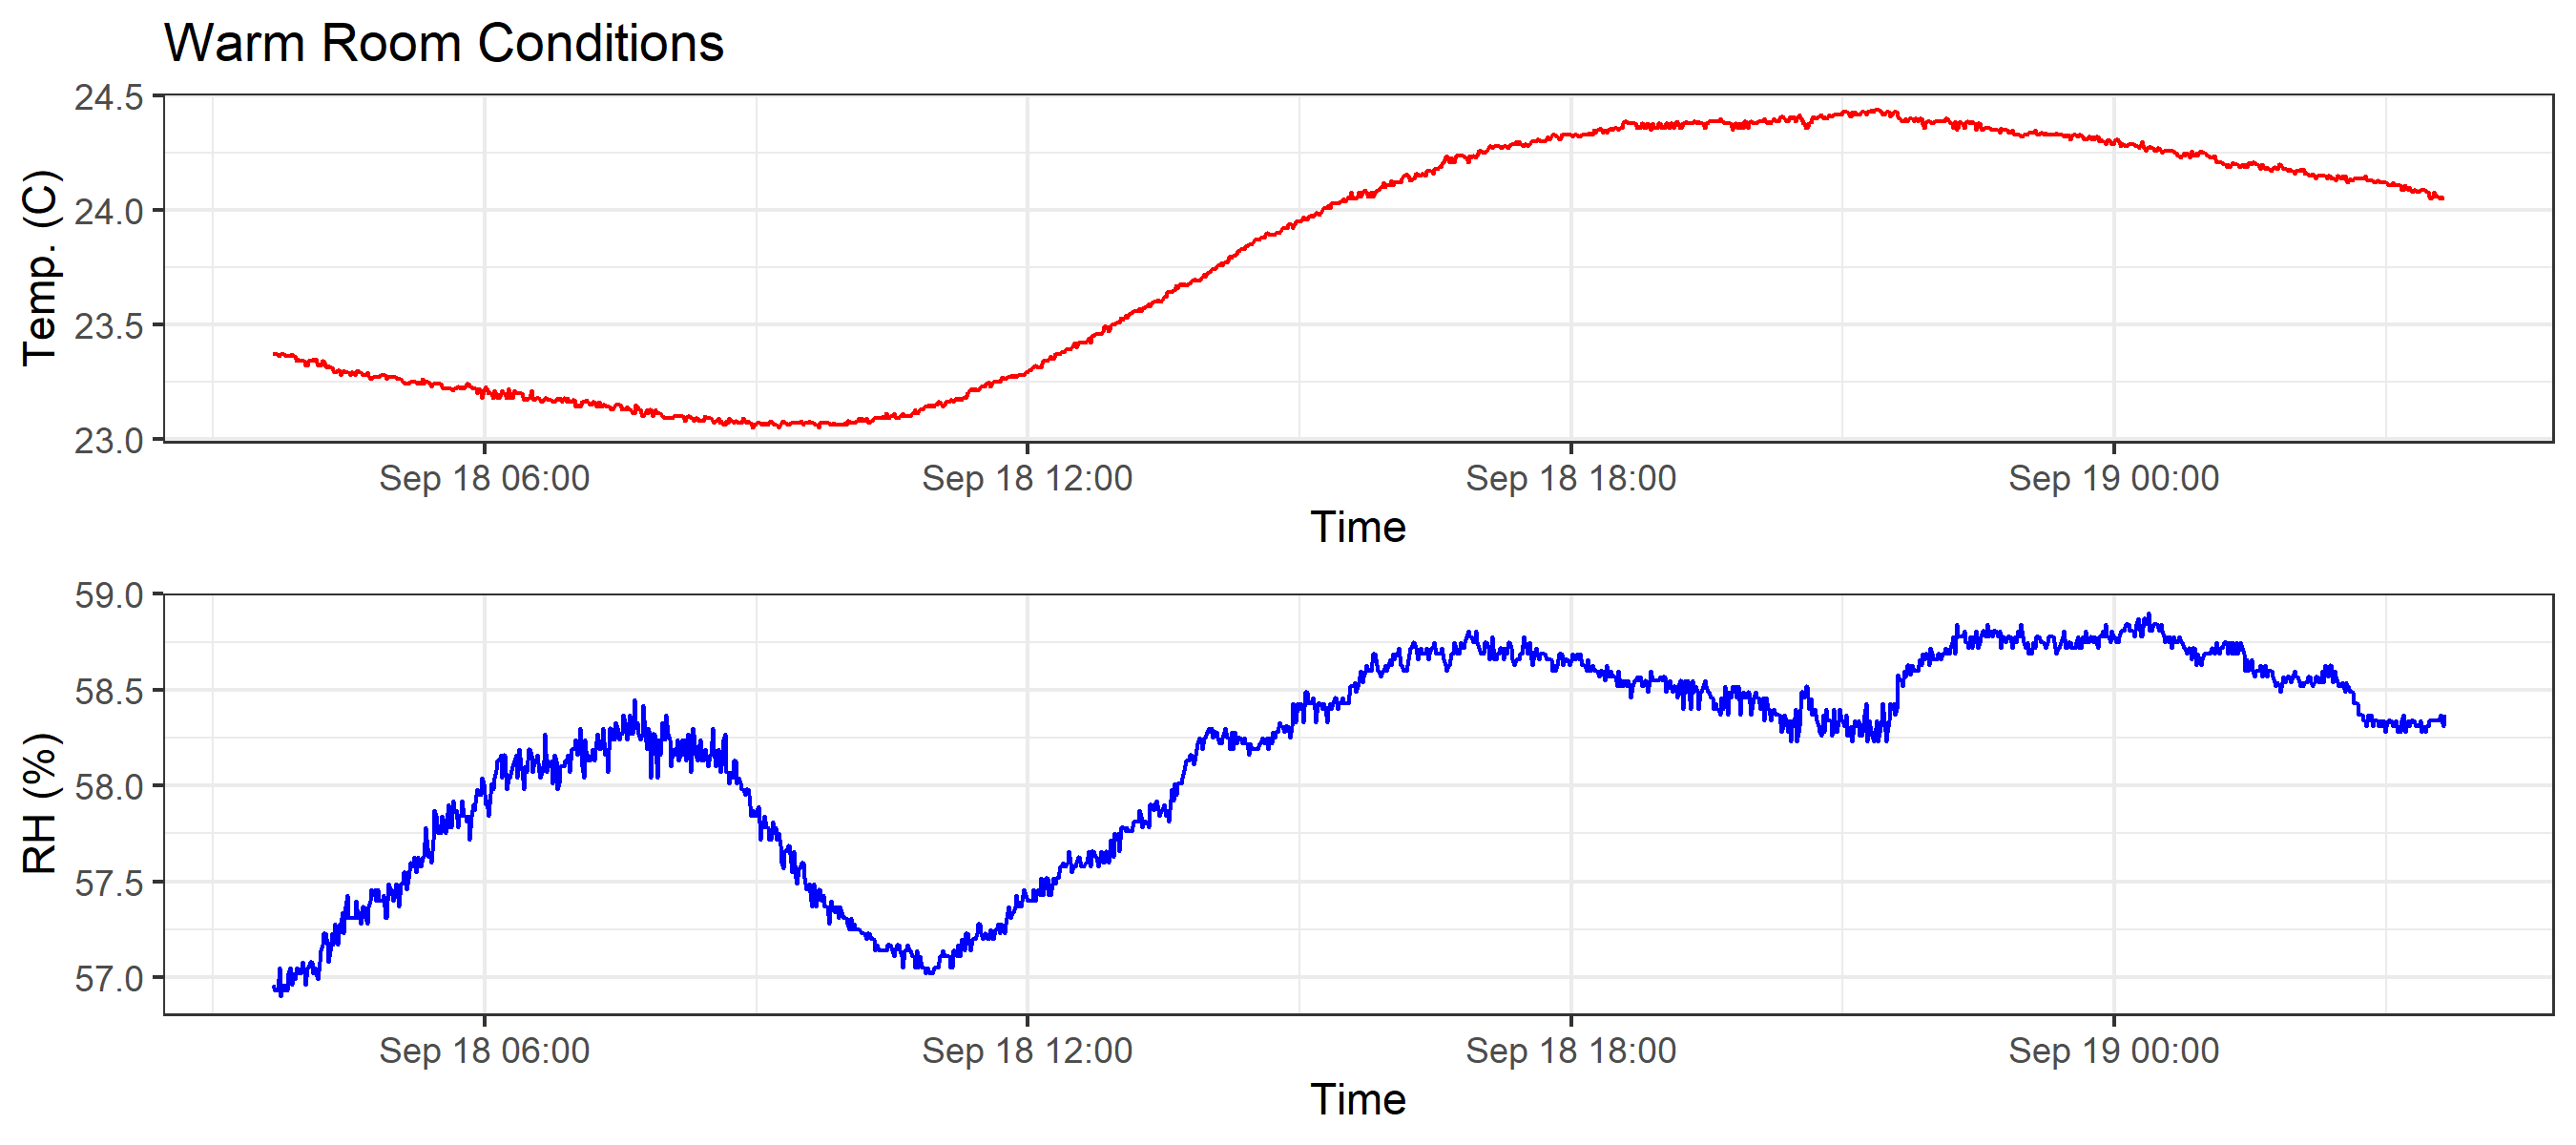 Warm Room Conditions
24.5
24.0
23.5
23.0
Temp. (C)
Sep 18 06:00 Sep 18 12:00 Sep 18 18:00 Sep 19 00:00
Time
59.0
58.5
58.0
57.5
57.0
RH (%)
Sep 18 06:00 Sep 18 12:00 Sep 18 18:00 Sep 19 00:00
Time